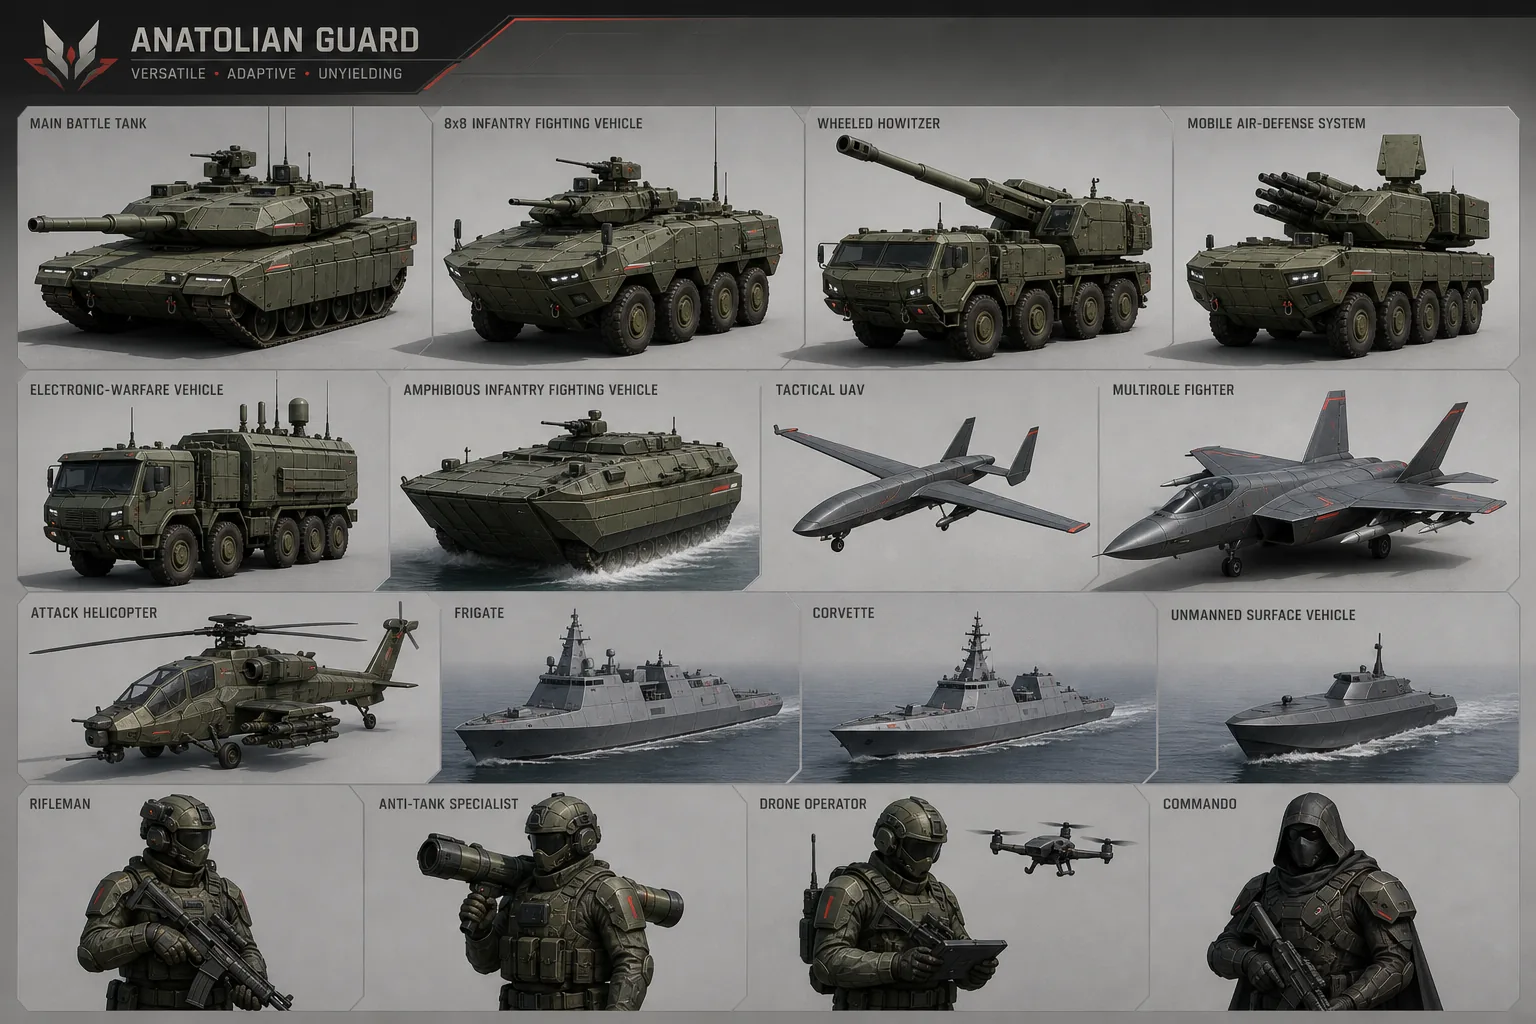 ANATOLIAN GUARD
VERSATILE • ADAPTIVE • UNYIELDING
MAIN BATTLE TANK
8x8 INFANTRY FIGHTING VEHICLE
WHEELED HOWITZER
MOBILE AIR-DEFENSE SYSTEM
ELECTRONIC-WARFARE VEHICLE
AMPHIBIOUS INFANTRY FIGHTING VEHICLE
TACTICAL UAV
MULTIROLE FIGHTER
ATTACK HELICOPTER
FRIGATE
CORVETTE
UNMANNED SURFACE VEHICLE
RIFLEMAN
ANTI-TANK SPECIALIST
DRONE OPERATOR
COMMANDO